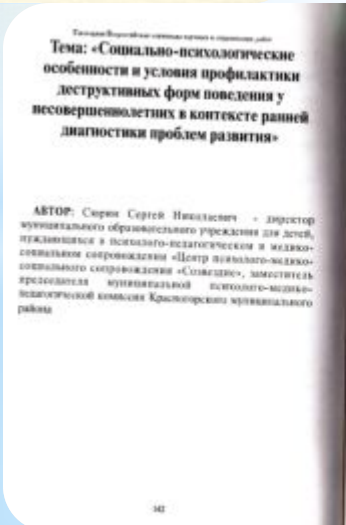 Тема: «Социально-психологические
особенности и условия профилактики
деструктивных форм поведения у
несовершеннолетних в контексте ранней
диагностики проблем развития»
АВТОР: Сергей Николаевич - директор
муниципального образовательного учреждения для детей,
нуждающихся в психолого-педагогическом и медико-
социальном сопровождении «Центр психолого-медико-
социального сопровождения «Созвездие», заместитель
председателя муниципальной психолого-медико-
педагогической комиссии Красногорского муниципального
района
342